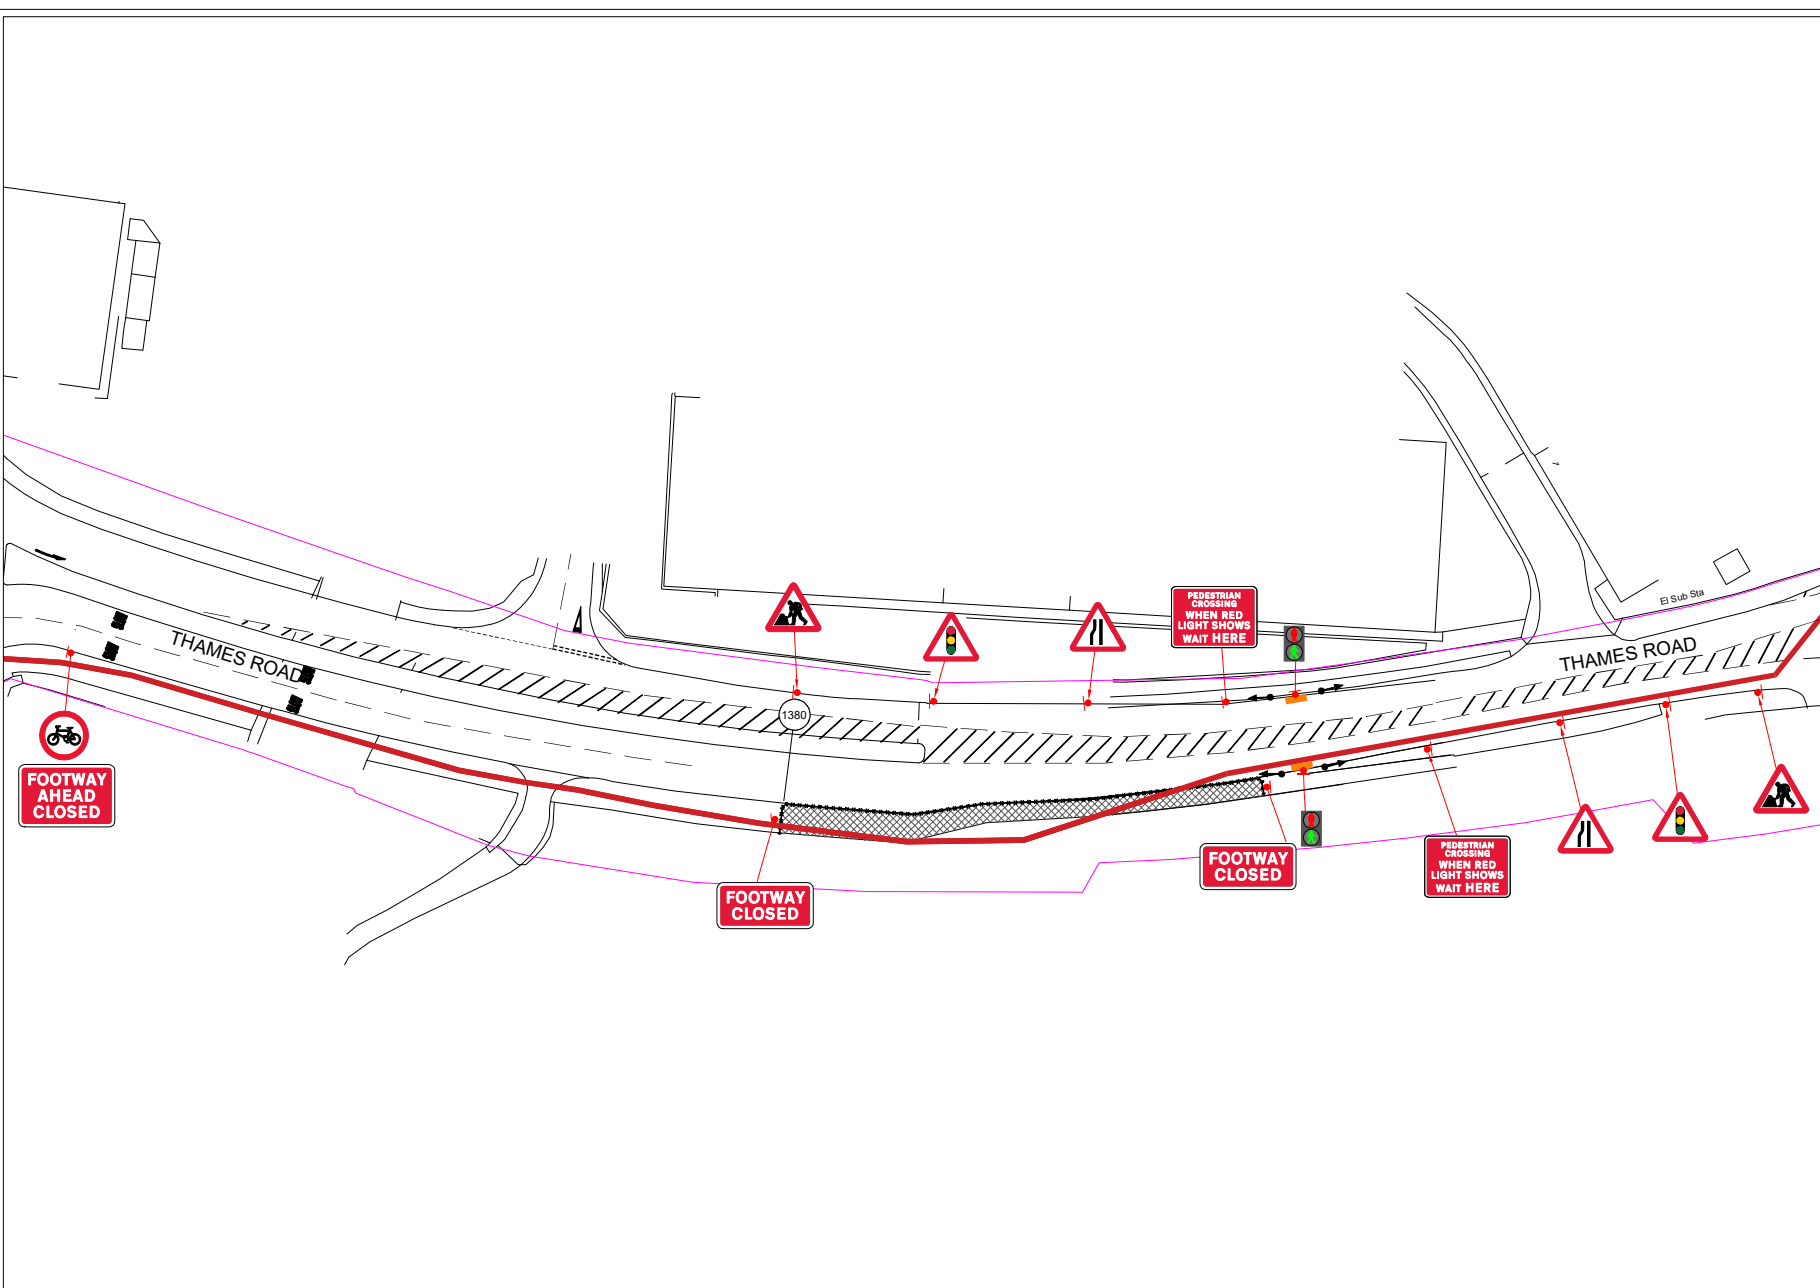 PEDESTRIAN
CROSSING
WHEN RED
LIGHT SHOWS
WAIT HERE
El Sub Sta
THAMES ROAD
THAMES ROAD
1380
FOOTWAY
AHEAD
CLOSED
FOOTWAY
CLOSED
FOOTWAY
CLOSED
PEDESTRIAN
CROSSING
WHEN RED
LIGHT SHOWS
WAIT HERE